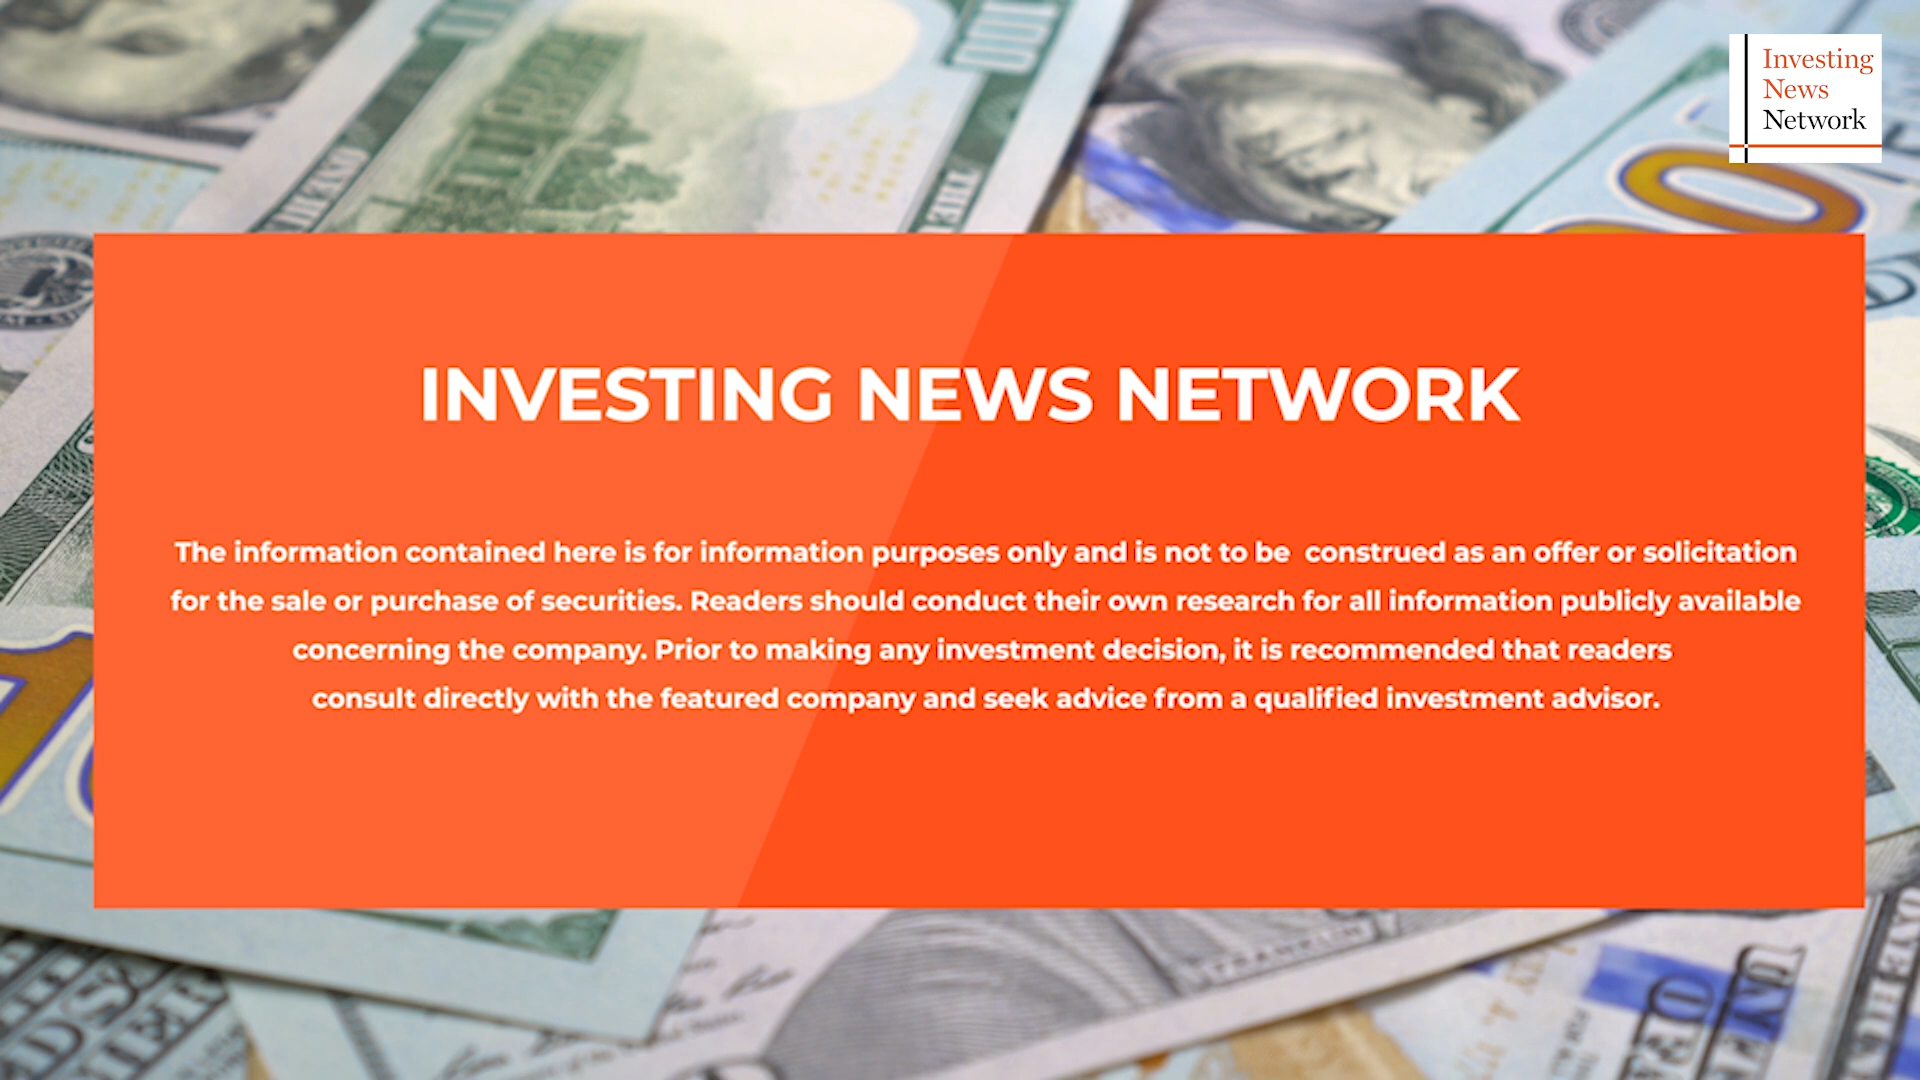 Investing
News
Network
INVESTING NEWS NETWORK
The information contained here is for information purposes only and is not to be  construed as an offer or solicitation
for the sale or purchase of securities. Readers should conduct their own research for all information publicly available
concerning the company. Prior to making any investment decision, it is recommended that readers
consult directly with the featured company and seek advice from a qualified investment advisor.
FRANKLIN